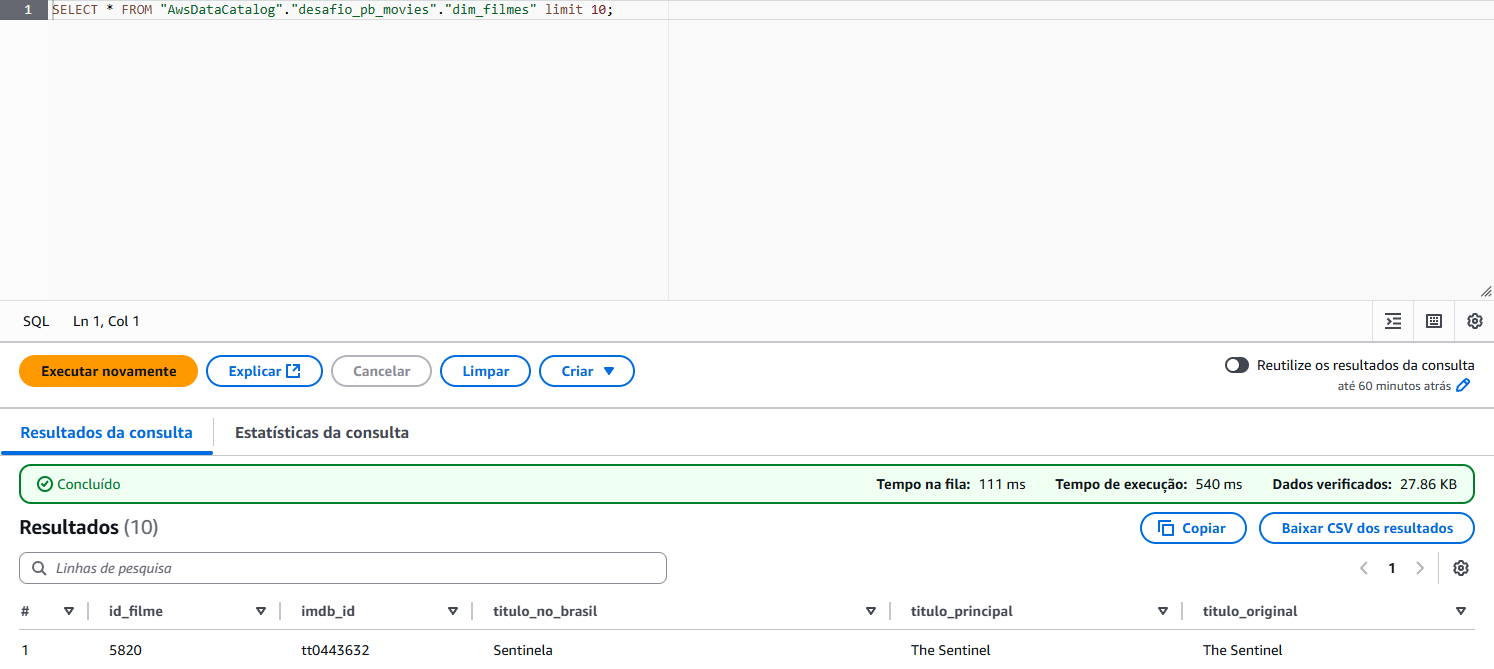 1 SELECT * FROM "AwsDataCatalog"."desafio_pb_movies"."dim_filmes" limit 10;
SQL Ln 1, Col 1
Executar novamente Explicar Cancelar Limpar Criar Reutilize os resultados da consulta
até 60 minutos atrás
Resultados da consulta Estatísticas da consulta
Concluído Tempo na fila: 111 ms Tempo de execução: 540 ms Dados verificados: 27.86 KB
Resultados (10) Copiar Baixar CSV dos resultados
Linhas de pesquisa 1
# id_filme imdb_id titulo_no_brasil titulo_principal titulo_original
1 5820 tt0443632 Sentinela The Sentinel The Sentinel